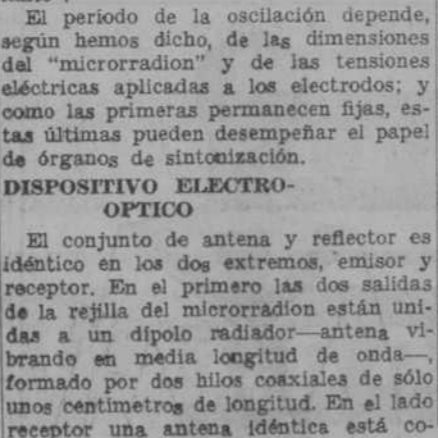 El período de la oscilación depende,
según hemos dicho, de las dimensiones
del "microrradion" y de las tensiones
eléctricas aplicadas a los electrodos; y
como las primeras permanecen fijas, es-
tas últimas pueden desempeñar el papel
de órganos de sintonización.
DISPOSITIVO ELECTRO-
OPTICO
El conjunto de antena y reflector es
idéntico en los dos extremos, emisor y
receptor. En el primero las dos salidas
de la rejilla del microrradion están uni-
das a un dipolo radiador—antena vi-
brando en media longitud de onda—,
formado por dos hilos coaxiales de sólo
unos centímetros de longitud. En el lado
receptor una antena idéntica está co-